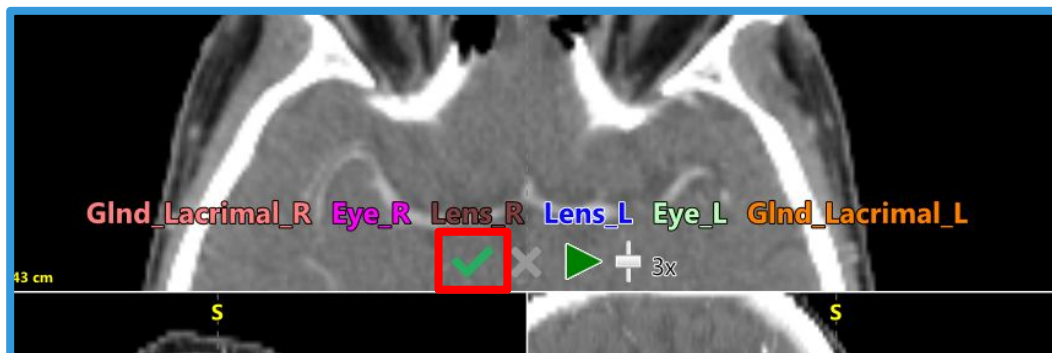 Glnd_Lacrimal_R Eye_R Lens_R Lens_L Eye_L Glnd_Lacrimal_L
3x
43 cm
S S